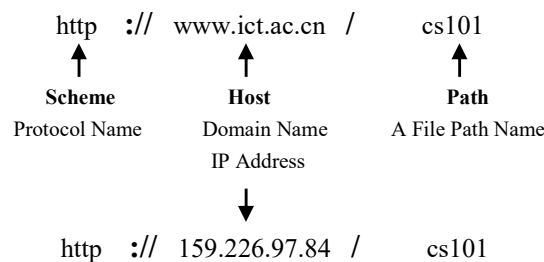 http :// www.ict.ac.cn / cs101
Scheme Host Path
Protocol Name Domain Name A File Path Name
IP Address
http :// 159.226.97.84 / cs101